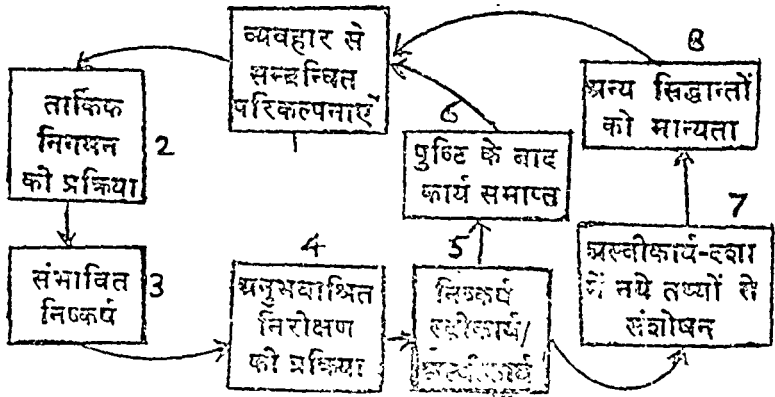 व्यवहार से
सम्बन्धित
परिकल्पनाएँ
1
तार्किक
निगमन
की प्रक्रिया
2
संभावित
निष्कर्ष
3
4
अनुभवाश्रित
निरीक्षण
की प्रक्रिया
5
निष्कर्ष
स्वीकार्य/
अस्वीकार्य
6
पुष्टि के बाद
कार्य समाप्त
7
अस्वीकार्य-दशा
में नये तथ्यों से
संशोधन
8
अन्य सिद्धान्तों
को मान्यता